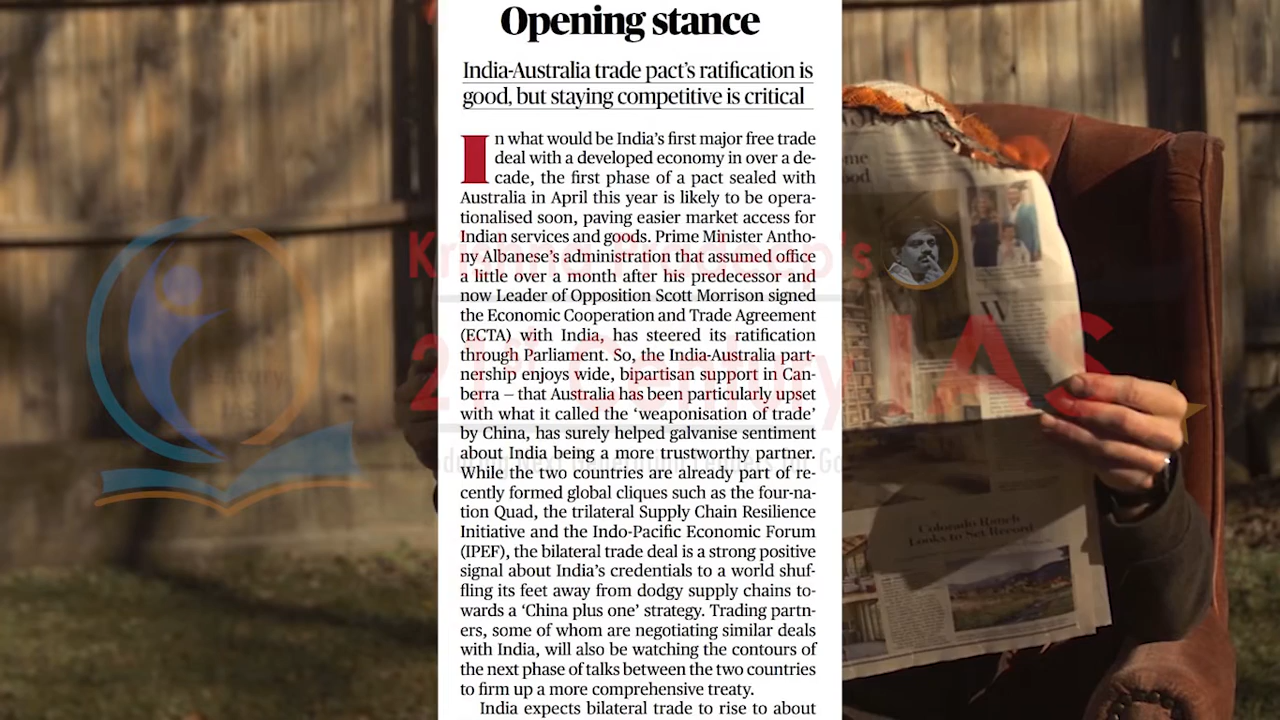 Opening stance
India-Australia trade pact's ratification is
good, but staying competitive is critical
In what would be India's first major free trade
deal with a developed economy in over a de-
cade, the first phase of a pact sealed with
Australia in April this year is likely to be opera-
tionalised soon, paving easier market access for
Indian services and goods. Prime Minister Antho-
ny Albanese's administration that assumed office
a little over a month after his predecessor and
now Leader of Opposition Scott Morrison signed
the Economic Cooperation and Trade Agreement
(ECTA) with India, has steered its ratification
through Parliament. So, the India-Australia part-
nership enjoys wide, bipartisan support in Can-
berra – that Australia has been particularly upset
with what it called the 'weaponisation of trade'
by China, has surely helped galvanise sentiment
about India being a more trustworthy partner.
While the two countries are already part of re-
cently formed global cliques such as the four-na-
tion Quad, the trilateral Supply Chain Resilience
Initiative and the Indo-Pacific Economic Forum
(IPEF), the bilateral trade deal is a strong positive
signal about India's credentials to a world shuf-
fling its feet away from dodgy supply chains to-
wards a 'China plus one' strategy. Trading partn-
ers, some of whom are negotiating similar deals
with India, will also be watching the contours of
the next phase of talks between the two countries
to firm up a more comprehensive treaty.
India expects bilateral trade to rise to about
Krishna Pradeep's
21st Century IAS
Colorado Ranch
Looks to Set Record
W